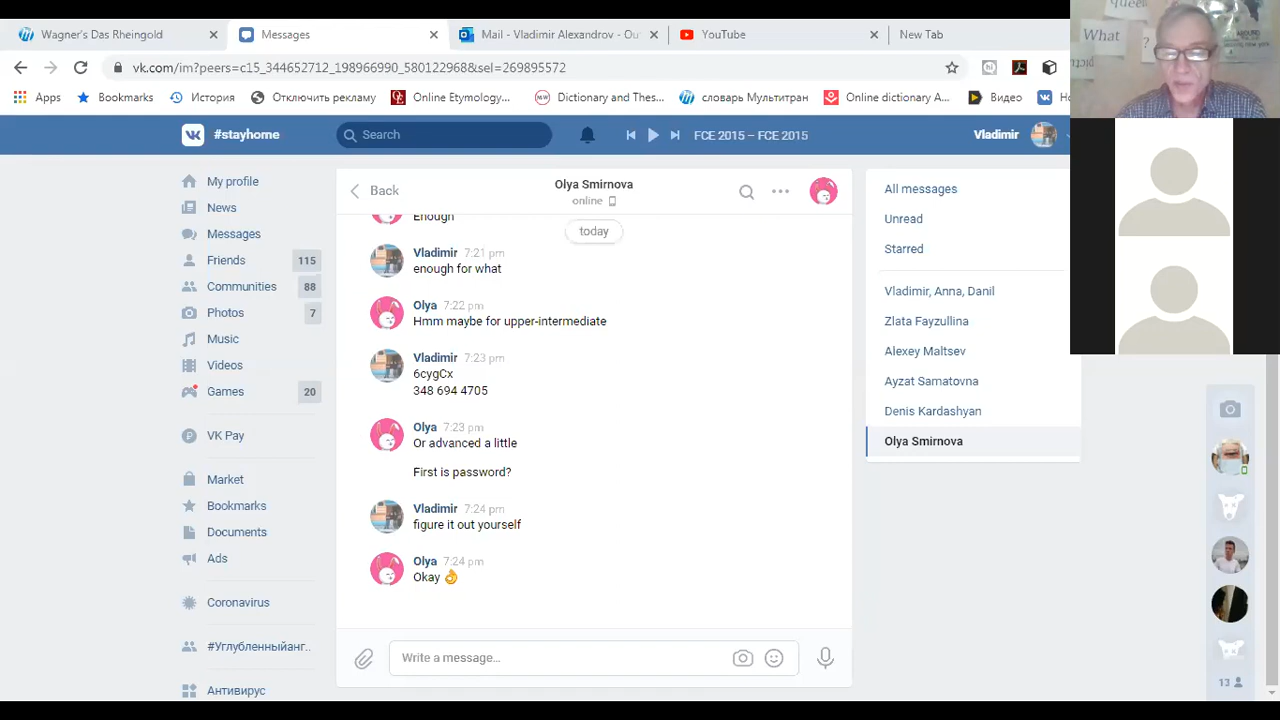 Wagner's Das Rheingold
Messages
Mail - Vladimir Alexandrov - Ou
YouTube
New Tab
vk.com/im?peers=c15_344652712_198966990_580122968&sel=269895572
Apps
Bookmarks
История
Отключить рекламу
Online Etymology...
Dictionary and Thes...
словарь Мультитран
Online dictionary A...
Видео
#stayhome
Search
FCE 2015 – FCE 2015
Vladimir
My profile
News
Messages
Friends 115
Communities 88
Photos 7
Music
Videos
Games 20
VK Pay
Market
Bookmarks
Documents
Ads
Coronavirus
#Углубленныйанг..
Антивирус
Back
Olya Smirnova
online
Enough
today
Vladimir 7:21 pm
enough for what
Olya 7:22 pm
Hmm maybe for upper-intermediate
Vladimir 7:23 pm
6cygCx
348 694 4705
Olya 7:23 pm
Or advanced a little
First is password?
Vladimir 7:24 pm
figure it out yourself
Olya 7:24 pm
Okay 👌
Write a message...
All messages
Unread
Starred
Vladimir, Anna, Danil
Zlata Fayzullina
Alexey Maltsev
Ayzat Samatovna
Denis Kardashyan
Olya Smirnova
What
?
AROUND
13